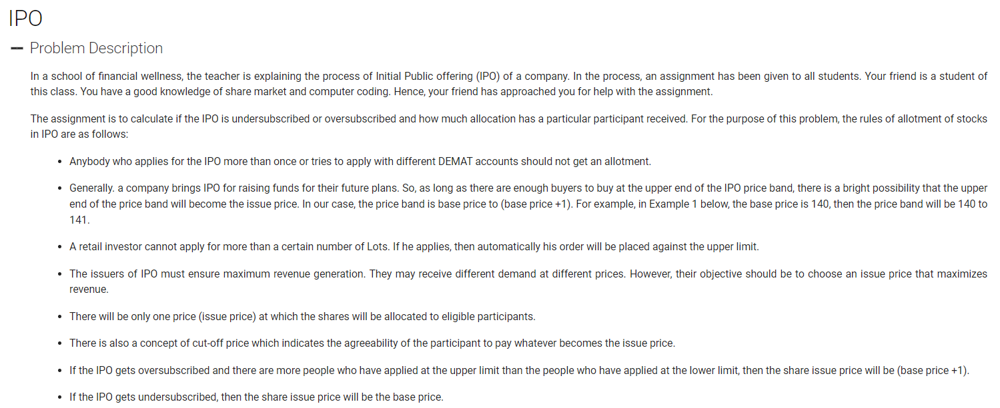 IPO
Problem Description
In a school of financial wellness, the teacher is explaining the process of Initial Public offering (IPO) of a company. In the process, an assignment has been given to all students. Your friend is a student of
this class. You have a good knowledge of share market and computer coding. Hence, your friend has approached you for help with the assignment.
The assignment is to calculate if the IPO is undersubscribed or oversubscribed and how much allocation has a particular participant received. For the purpose of this problem, the rules of allotment of stocks
in IPO are as follows:
• Anybody who applies for the IPO more than once or tries to apply with different DEMAT accounts should not get an allotment.
• Generally. a company brings IPO for raising funds for their future plans. So, as long as there are enough buyers to buy at the upper end of the IPO price band, there is a bright possibility that the upper
end of the price band will become the issue price. In our case, the price band is base price to (base price +1). For example, in Example 1 below, the base price is 140, then the price band will be 140 to
141.
• A retail investor cannot apply for more than a certain number of Lots. If he applies, then automatically his order will be placed against the upper limit.
• The issuers of IPO must ensure maximum revenue generation. They may receive different demand at different prices. However, their objective should be to choose an issue price that maximizes
revenue.
• There will be only one price (issue price) at which the shares will be allocated to eligible participants.
• There is also a concept of cut-off price which indicates the agreeability of the participant to pay whatever becomes the issue price.
• If the IPO gets oversubscribed and there are more people who have applied at the upper limit than the people who have applied at the lower limit, then the share issue price will be (base price +1).
• If the IPO gets undersubscribed, then the share issue price will be the base price.